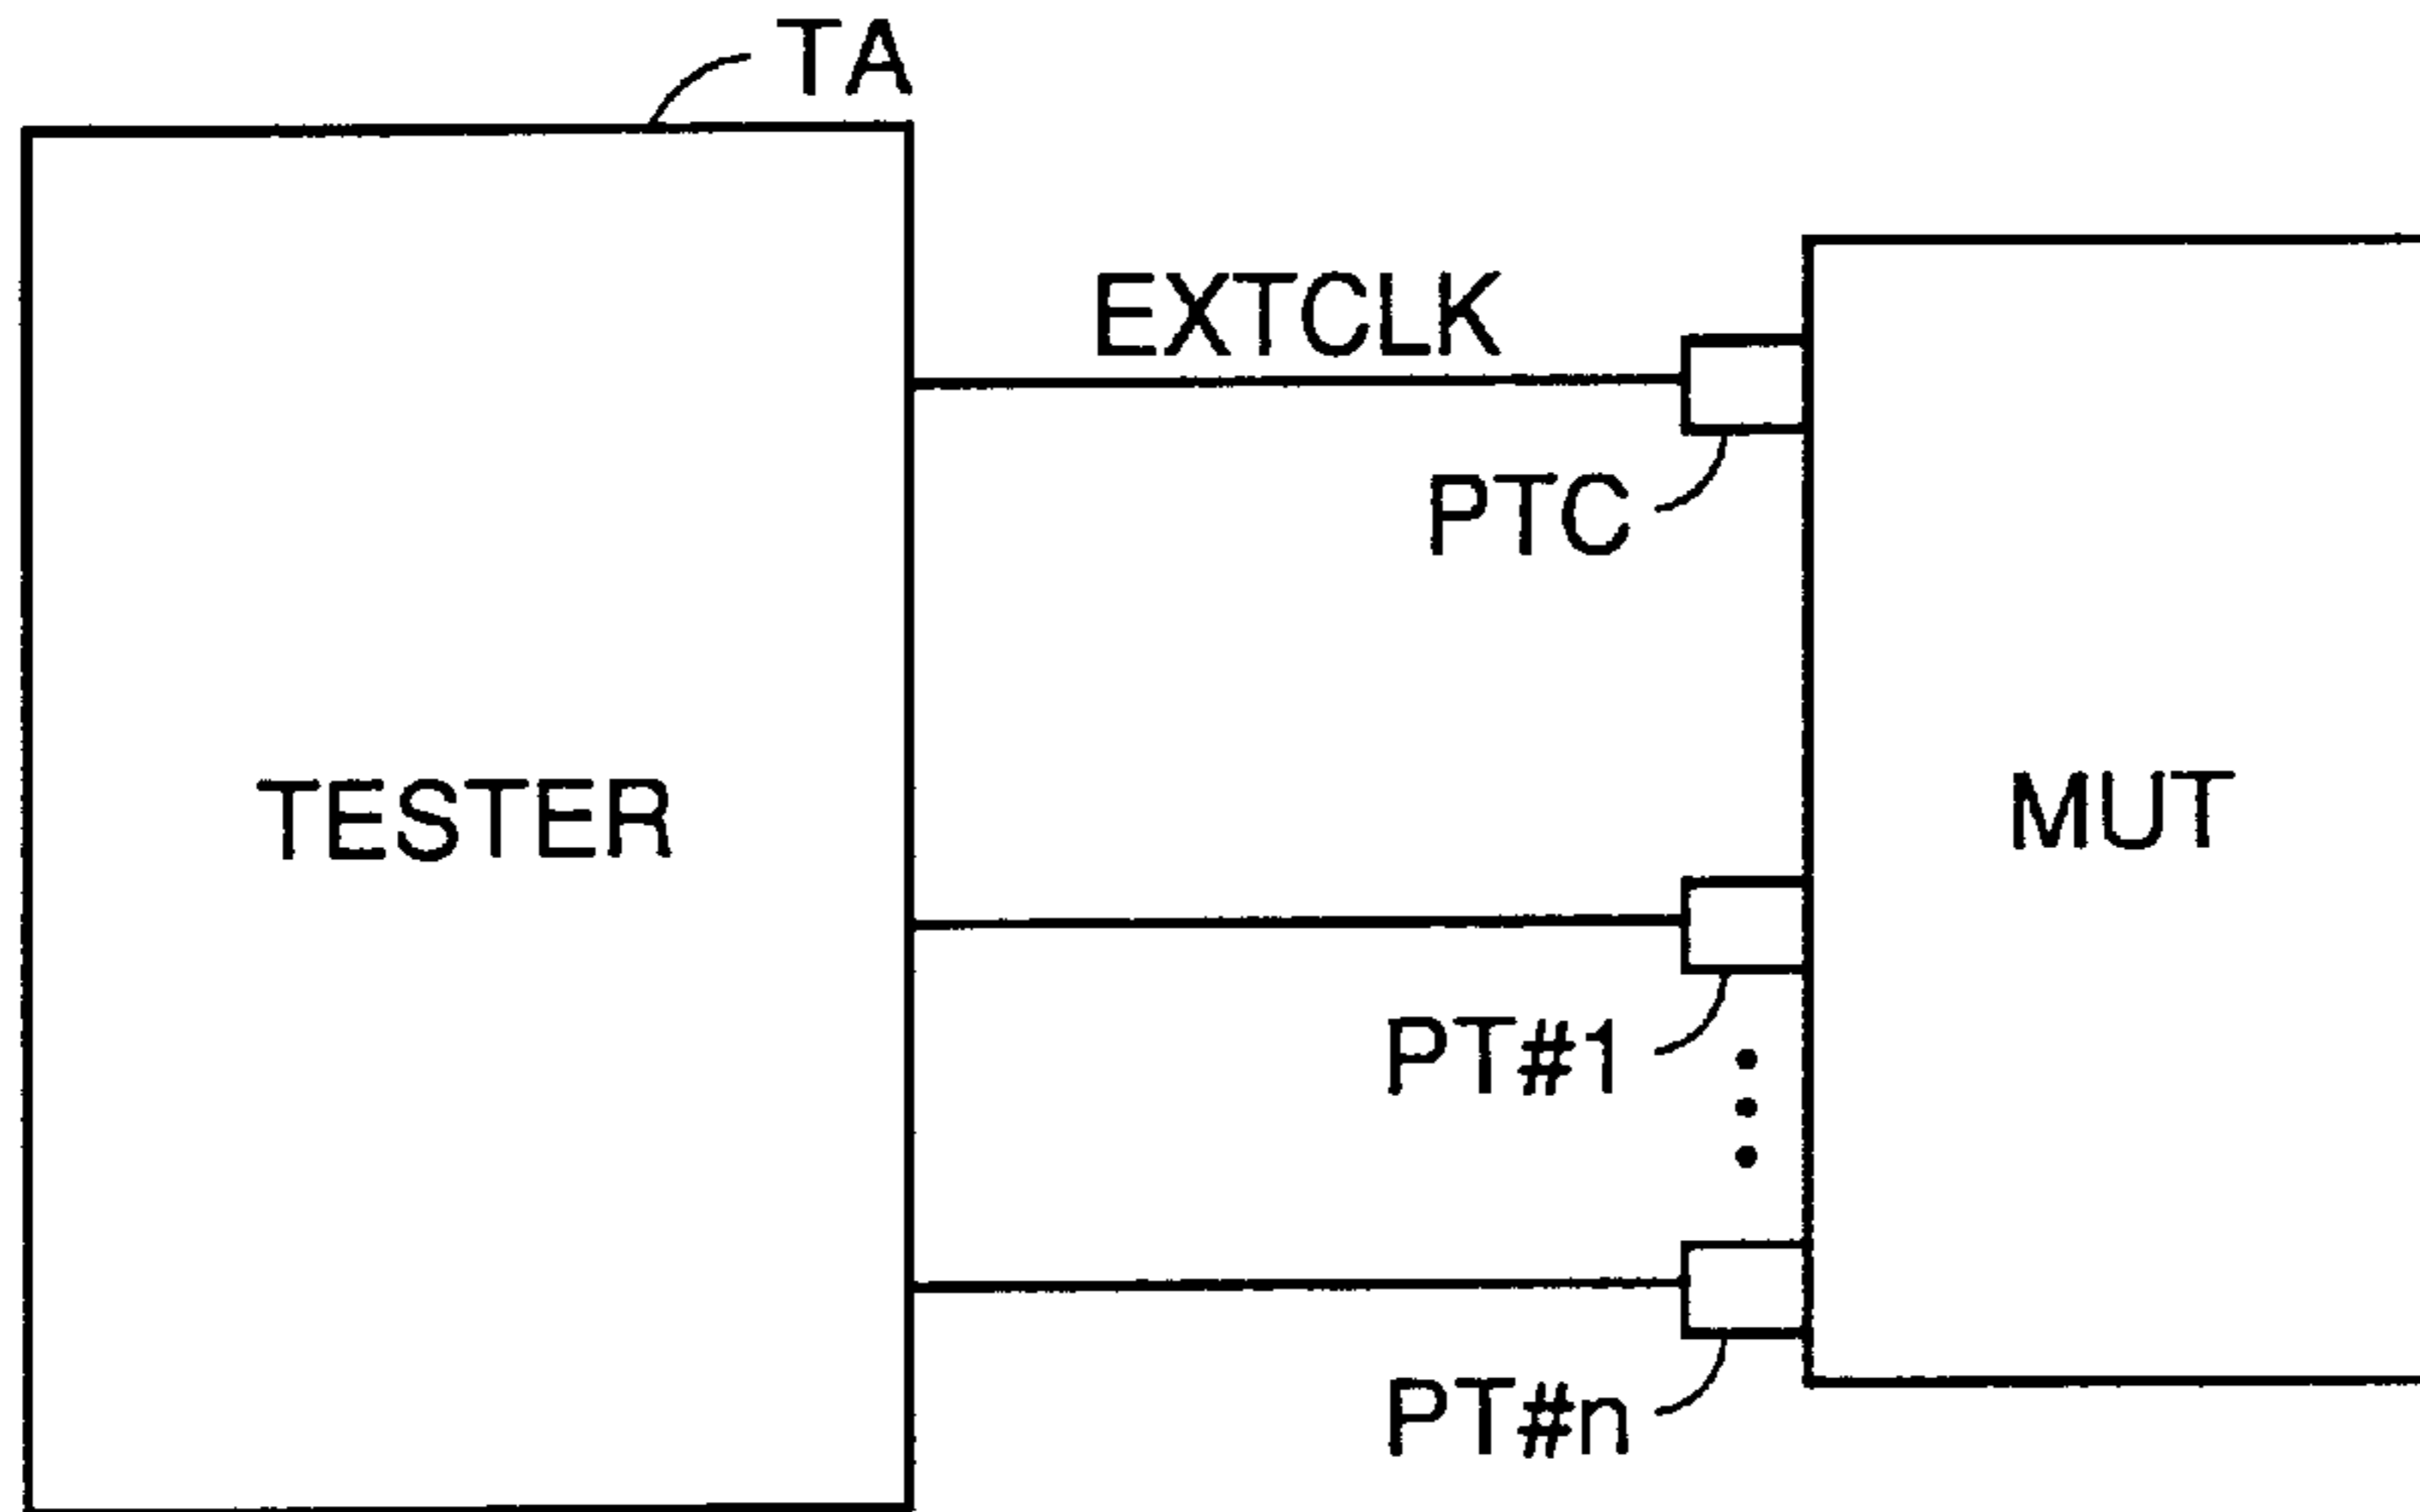 TA
EXTCLK
PTC
TESTER
MUT
PT#1
PT#n